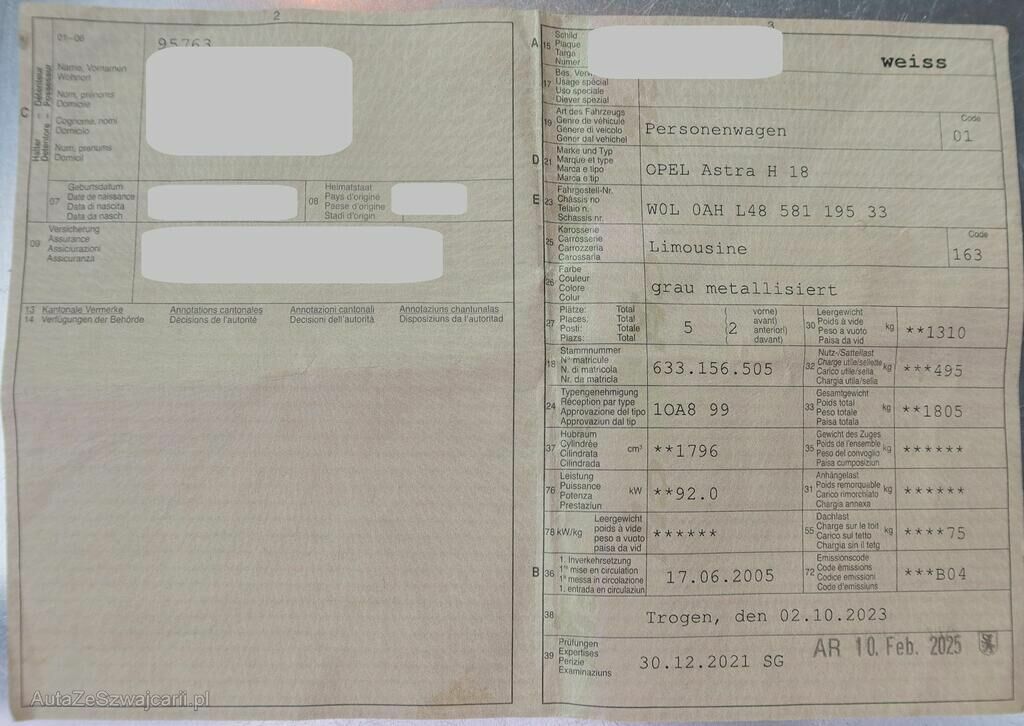 2
01-06
95763
C
Halter – Détenteur
Detentore – Possessur
Name, Vornamen
Wohnort
Nom, prénoms
Domicile
Cognome, nomi
Domicilio
Num, prenums
Domicil
07
Geburtsdatum
Date de naissance
Data di nascita
Data da nasch
08
Heimatstaat
Pays d'origine
Paese d'origine
Stadi d'origin
09
Versicherung
Assurance
Assicurazioni
Assicuranza
13 Kantonale Vermerke Annotations cantonales Annotazioni cantonali Annotaziuns chantunalas
14 Verfügungen der Behörde Décisions de l'autorité Decisioni dell'autorità Disposiziuns da l'autoritad
3
A 15
Schild
Plaque
Targa
Numer
weiss
17
Usage spécial
Uso speciale
Diever spezial
19
Art des Fahrzeugs
Genre de véhicule
Genere di veicolo
Gener dal vehichel
Personenwagen
Code
01
D 21
Marke und Typ
Marque et type
Marca e tipo
Marca e tip
OPEL Astra H 18
E 23
Fahrgestell-Nr.
Châssis no
Telaio n.
Schassis nr.
W0L 0AH L48 581 195 33
25
Karosserie
Carrosserie
Carrozzeria
Carossaria
Limousine
Code
163
26
Farbe
Couleur
Colore
Colur
grau metallisiert
27
Plätze: Total
Places: Total
Posti: Totale
Plazs: Total
5
( 2
vorne)
avant)
anteriori)
davant)
30
Leergewicht
Poids à vide
Peso a vuoto
Paisa da vid
kg
**1310
18
Stammnummer
N° matricule
N. di matricola
Nr. da matricla
633.156.505
32
Nutz-/Sattellast
Charge utile/sellette
Carico utile/sella
Chargia utila/sella
kg
***495
24
Typengenehmigung
Réception par type
Approvazione del tipo
Approvaziun dal tip
1OA8 99
33
Gesamtgewicht
Poids total
Peso totale
Paisa totala
kg
**1805
37
Hubraum
Cylindrée
Cilindrata
Cilindrada
cm³
**1796
35
Gewicht des Zuges
Poids de l'ensemble
Peso del convoglio
Paisa cumposiziun
kg
******
76
Leistung
Puissance
Potenza
Prestaziun
kW
**92.0
31
Anhängelast
Poids remorquable
Carico rimorchiato
Chargia annexa
kg
******
78 kW/kg
Leergewicht
poids à vide
peso a vuoto
paisa da vid
******
55
Dachlast
Charge sur le toit
Carico sul tetto
Chargia sin il tetg
kg
****75
B 36
1. Inverkehrsetzung
1re mise en circulation
1a messa in circolazione
1. entrada en circulaziun
17.06.2005
72
Emissionscode
Code émissions
Codice emissioni
Code d'emissiuns
***B04
38
Trogen, den 02.10.2023
39
Prüfungen
Expertises
Perizie
Examinaziuns
30.12.2021 SG
AR 10. Feb. 2025
AutaZeSzwajcarii.pl